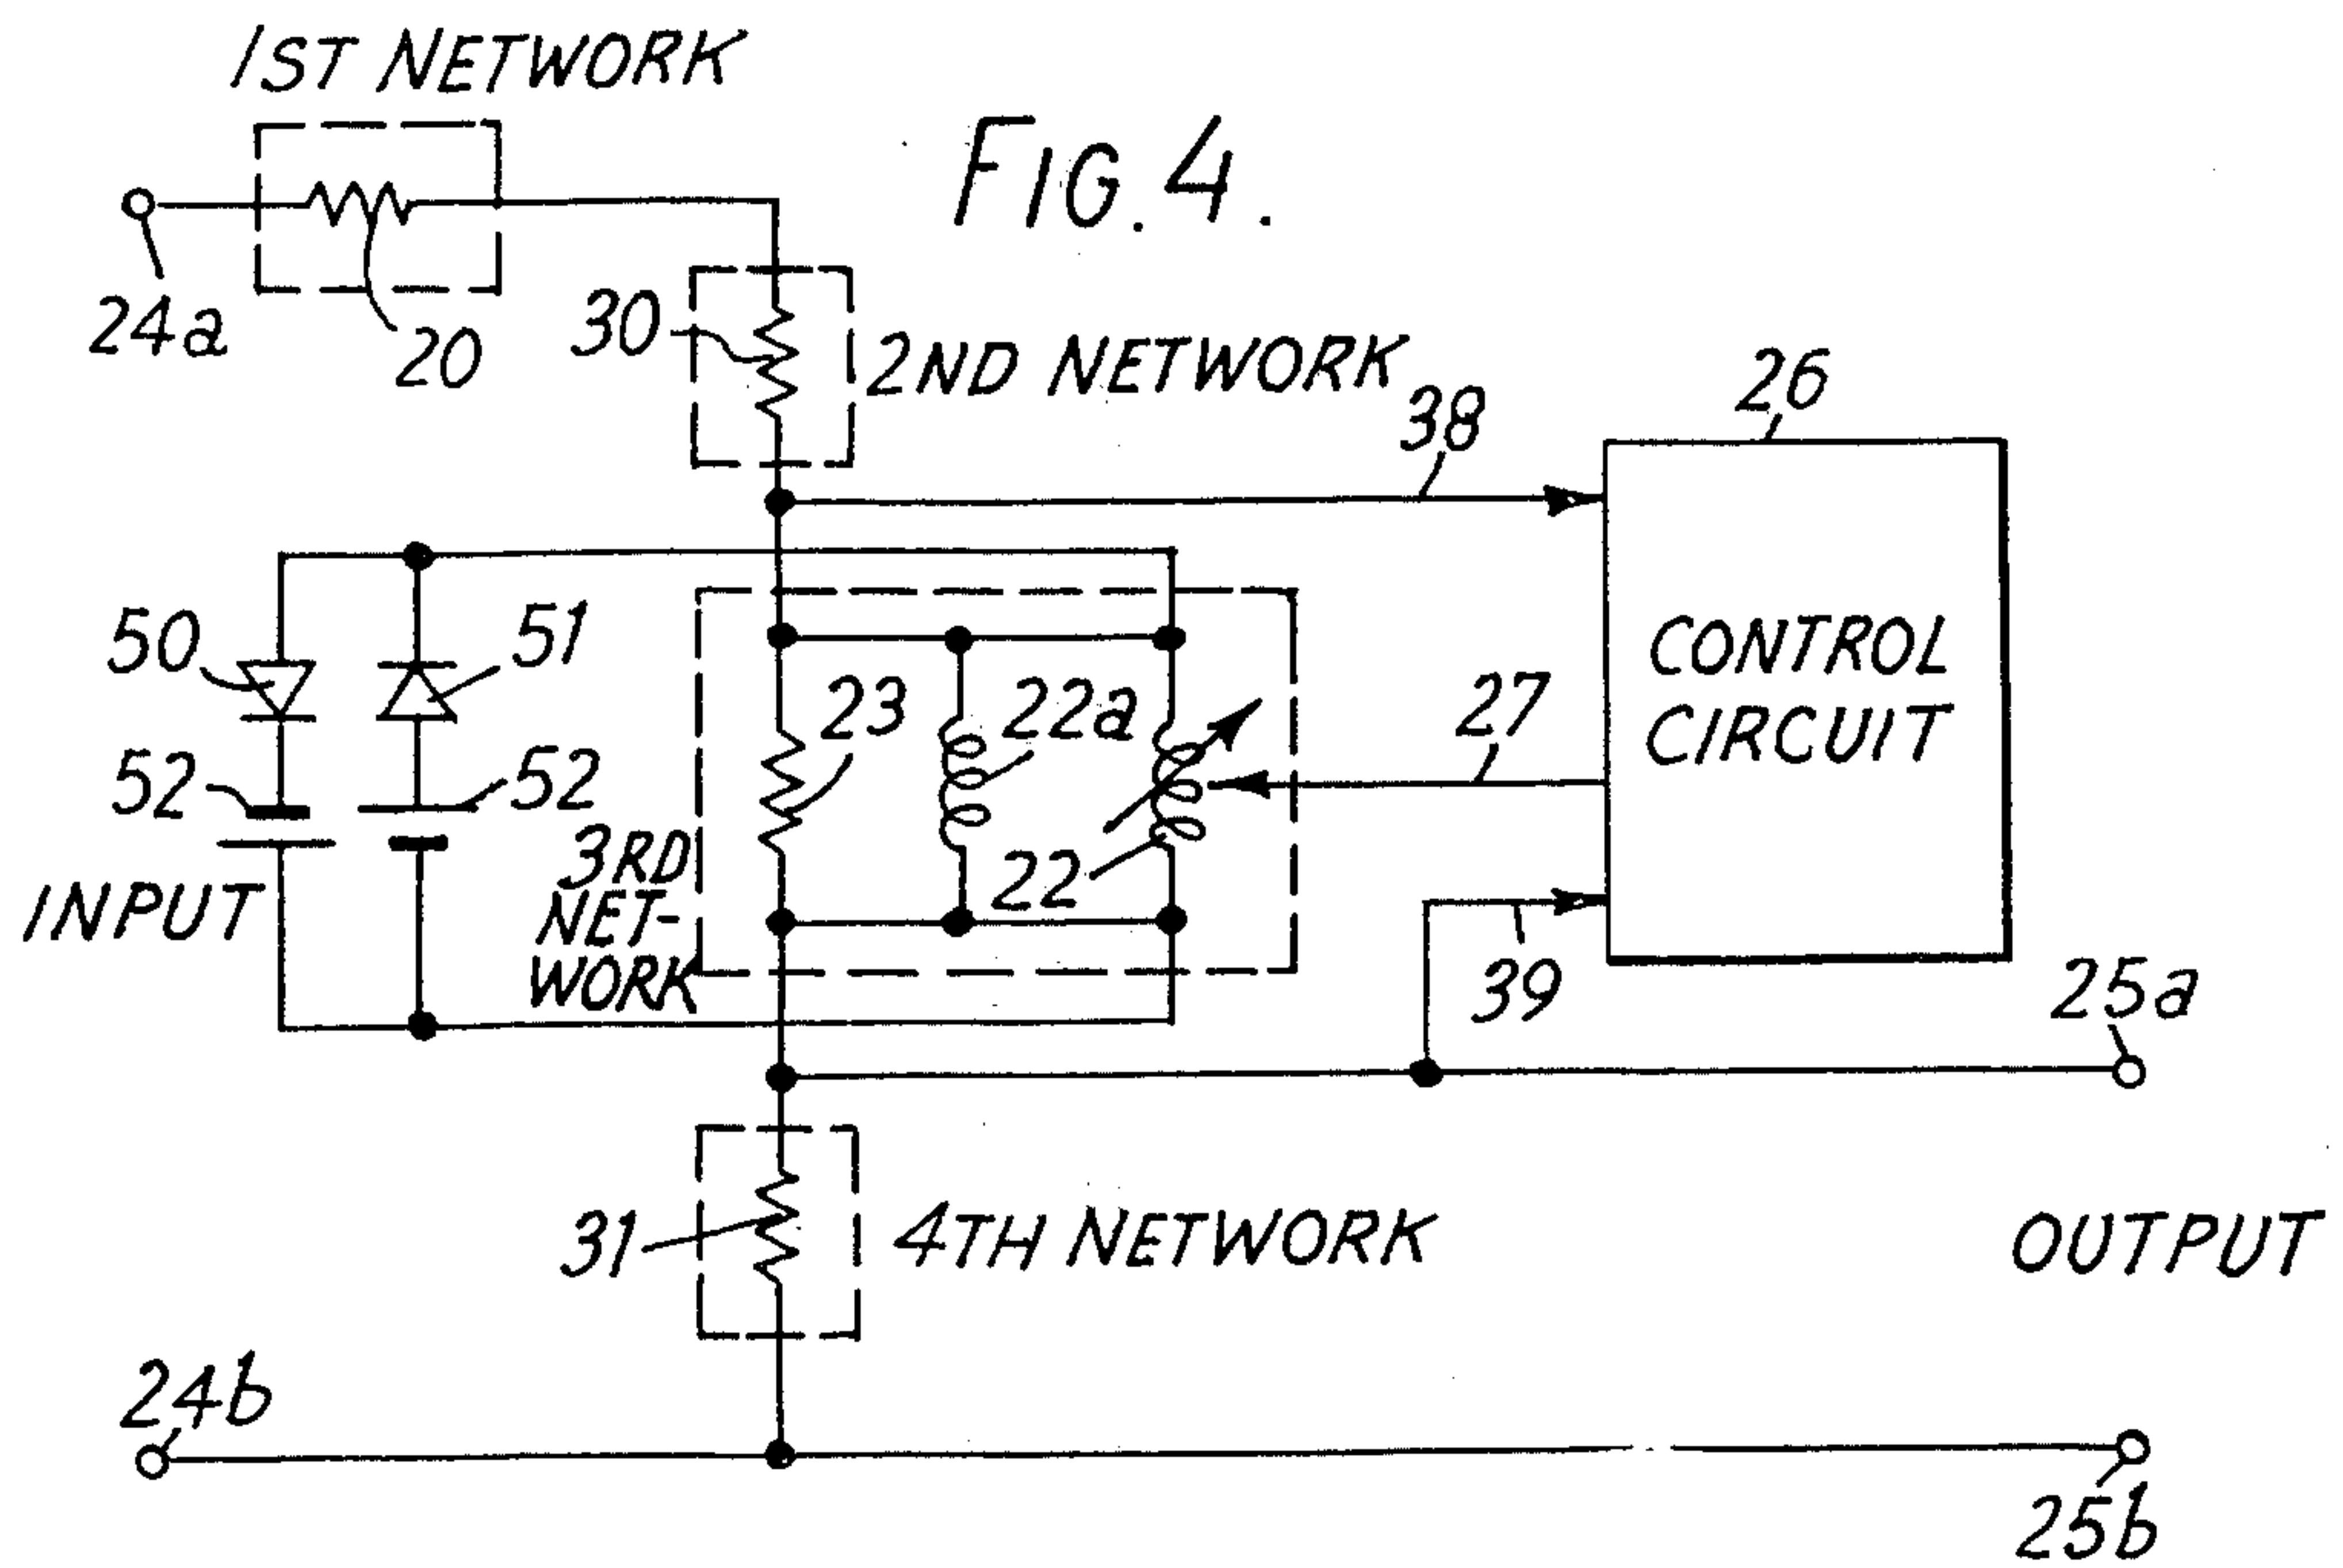 1ST NETWORK
FIG. 4.
24a
20
30
2ND NETWORK
38
26
50
51
23
22a
27
CONTROL
CIRCUIT
52
52
3RD
NET-
WORK
22
INPUT
39
25a
31
4TH NETWORK
OUTPUT
24b
25b